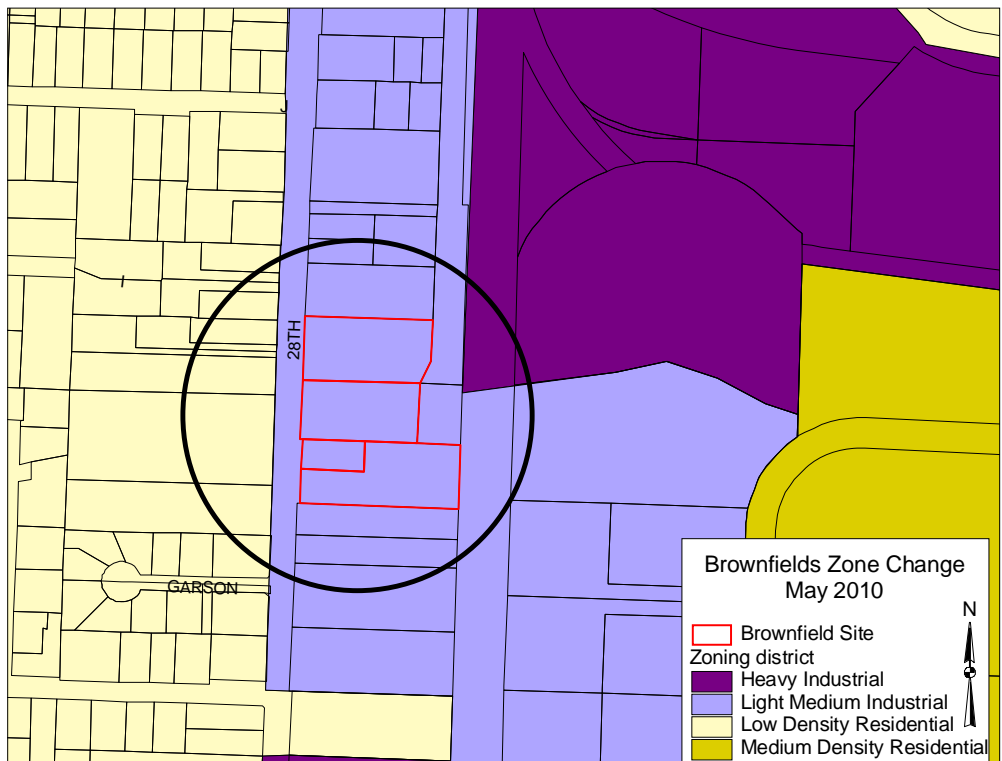 J
I
28TH
GARSON
Brownfields Zone Change
May 2010
N
Brownfield Site
Zoning district
Heavy Industrial
Light Medium Industrial
Low Density Residential
Medium Density Residential